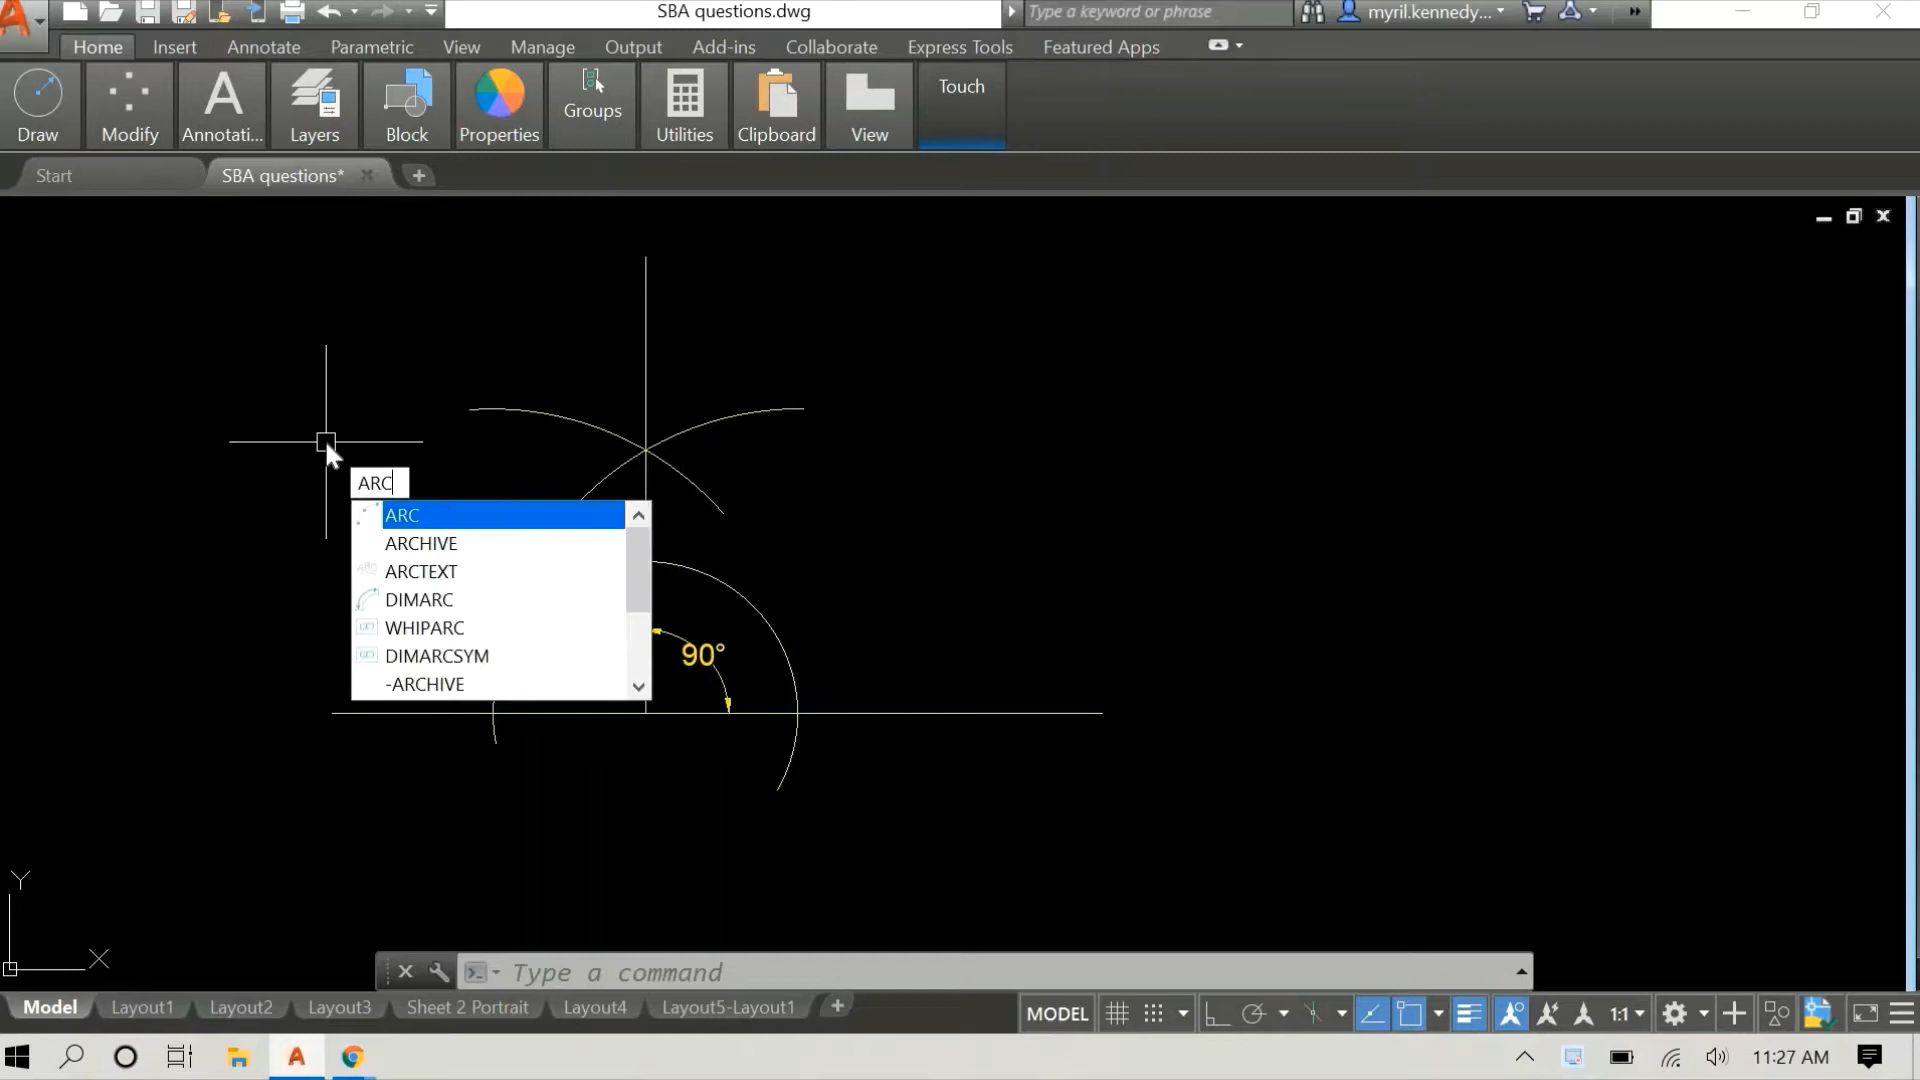 SBA questions.dwg
Type a keyword or phrase
myril.kennedy...
Home Insert Annotate Parametric View Manage Output Add-ins Collaborate Express Tools Featured Apps
Draw Modify Annotati... Layers Block Properties Groups Utilities Clipboard View Touch
Start SBA questions*
ARC
ARC
ARCHIVE
ARCTEXT
DIMARC
WHIPARC
DIMARCSYM
-ARCHIVE
90°
Y
X
Type a command
Model Layout1 Layout2 Layout3 Sheet 2 Portrait Layout4 Layout5-Layout1
MODEL 1:1
11:27 AM